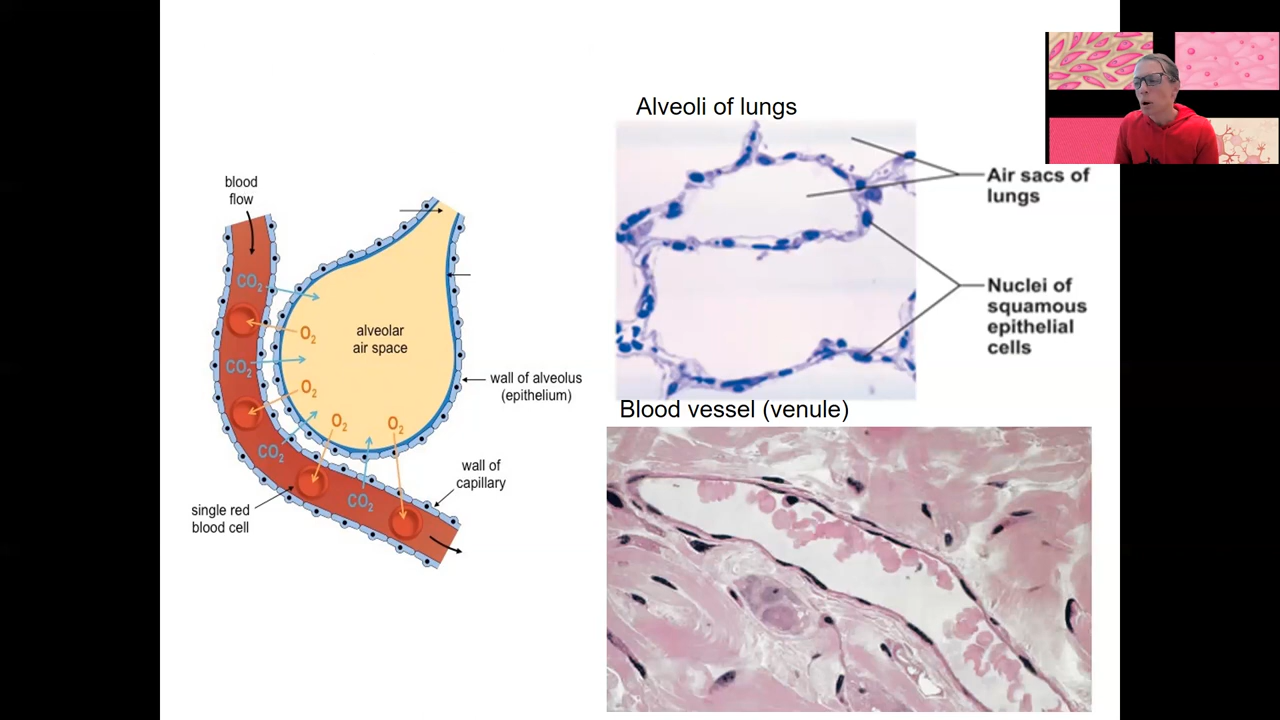 blood
flow
CO2
O2
CO2
O2
CO2
O2
O2
CO2
alveolar
air space
wall of alveolus
(epithelium)
wall of
capillary
single red
blood cell
Alveoli of lungs
Air sacs of
lungs
Nuclei of
squamous
epithelial
cells
Blood vessel (venule)